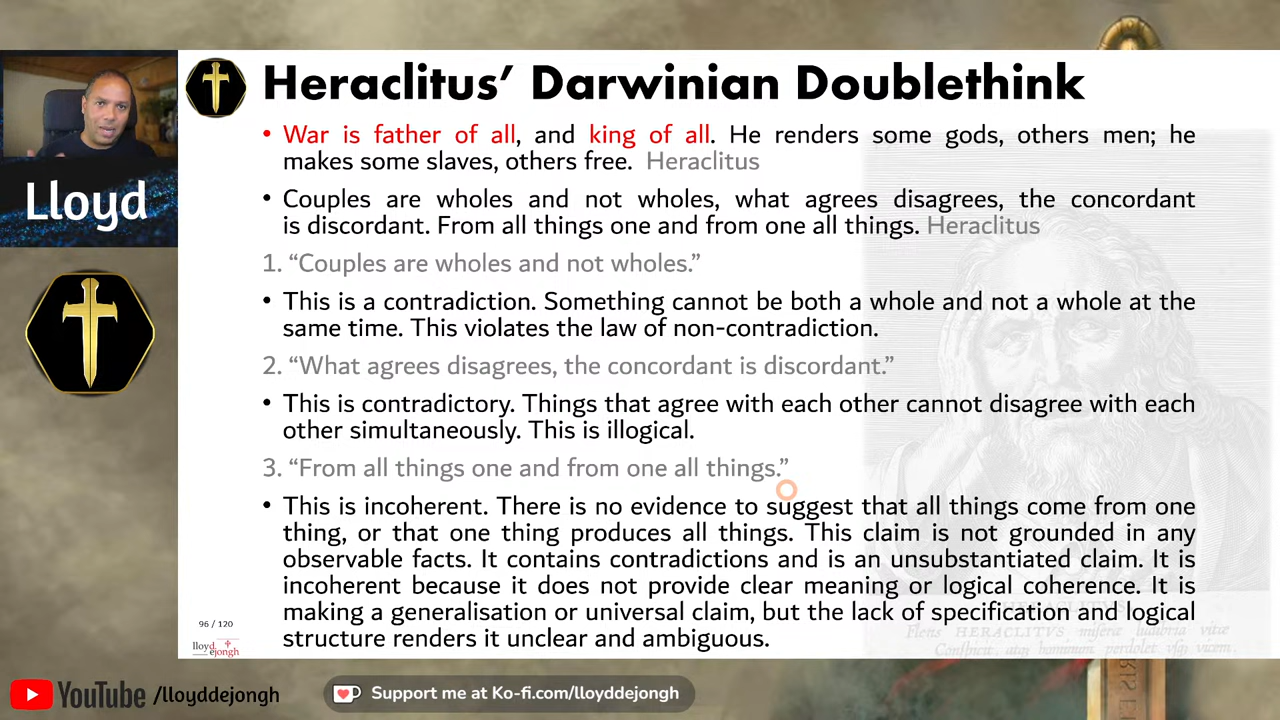 Heraclitus’ Darwinian Doublethink
• War is father of all, and king of all. He renders some gods, others men; he
makes some slaves, others free. Heraclitus
• Couples are wholes and not wholes, what agrees disagrees, the concordant
is discordant. From all things one and from one all things. Heraclitus
1. “Couples are wholes and not wholes.”
• This is a contradiction. Something cannot be both a whole and not a whole at the
same time. This violates the law of non-contradiction.
2. “What agrees disagrees, the concordant is discordant.”
• This is contradictory. Things that agree with each other cannot disagree with each
other simultaneously. This is illogical.
3. “From all things one and from one all things.”
• This is incoherent. There is no evidence to suggest that all things come from one
thing, or that one thing produces all things. This claim is not grounded in any
observable facts. It contains contradictions and is an unsubstantiated claim. It is
incoherent because it does not provide clear meaning or logical coherence. It is
making a generalisation or universal claim, but the lack of specification and logical
structure renders it unclear and ambiguous.
Lloyd
96 / 120
lloyd
ejongh
YouTube /lloyddejongh
Support me at Ko-fi.com/lloyddejongh